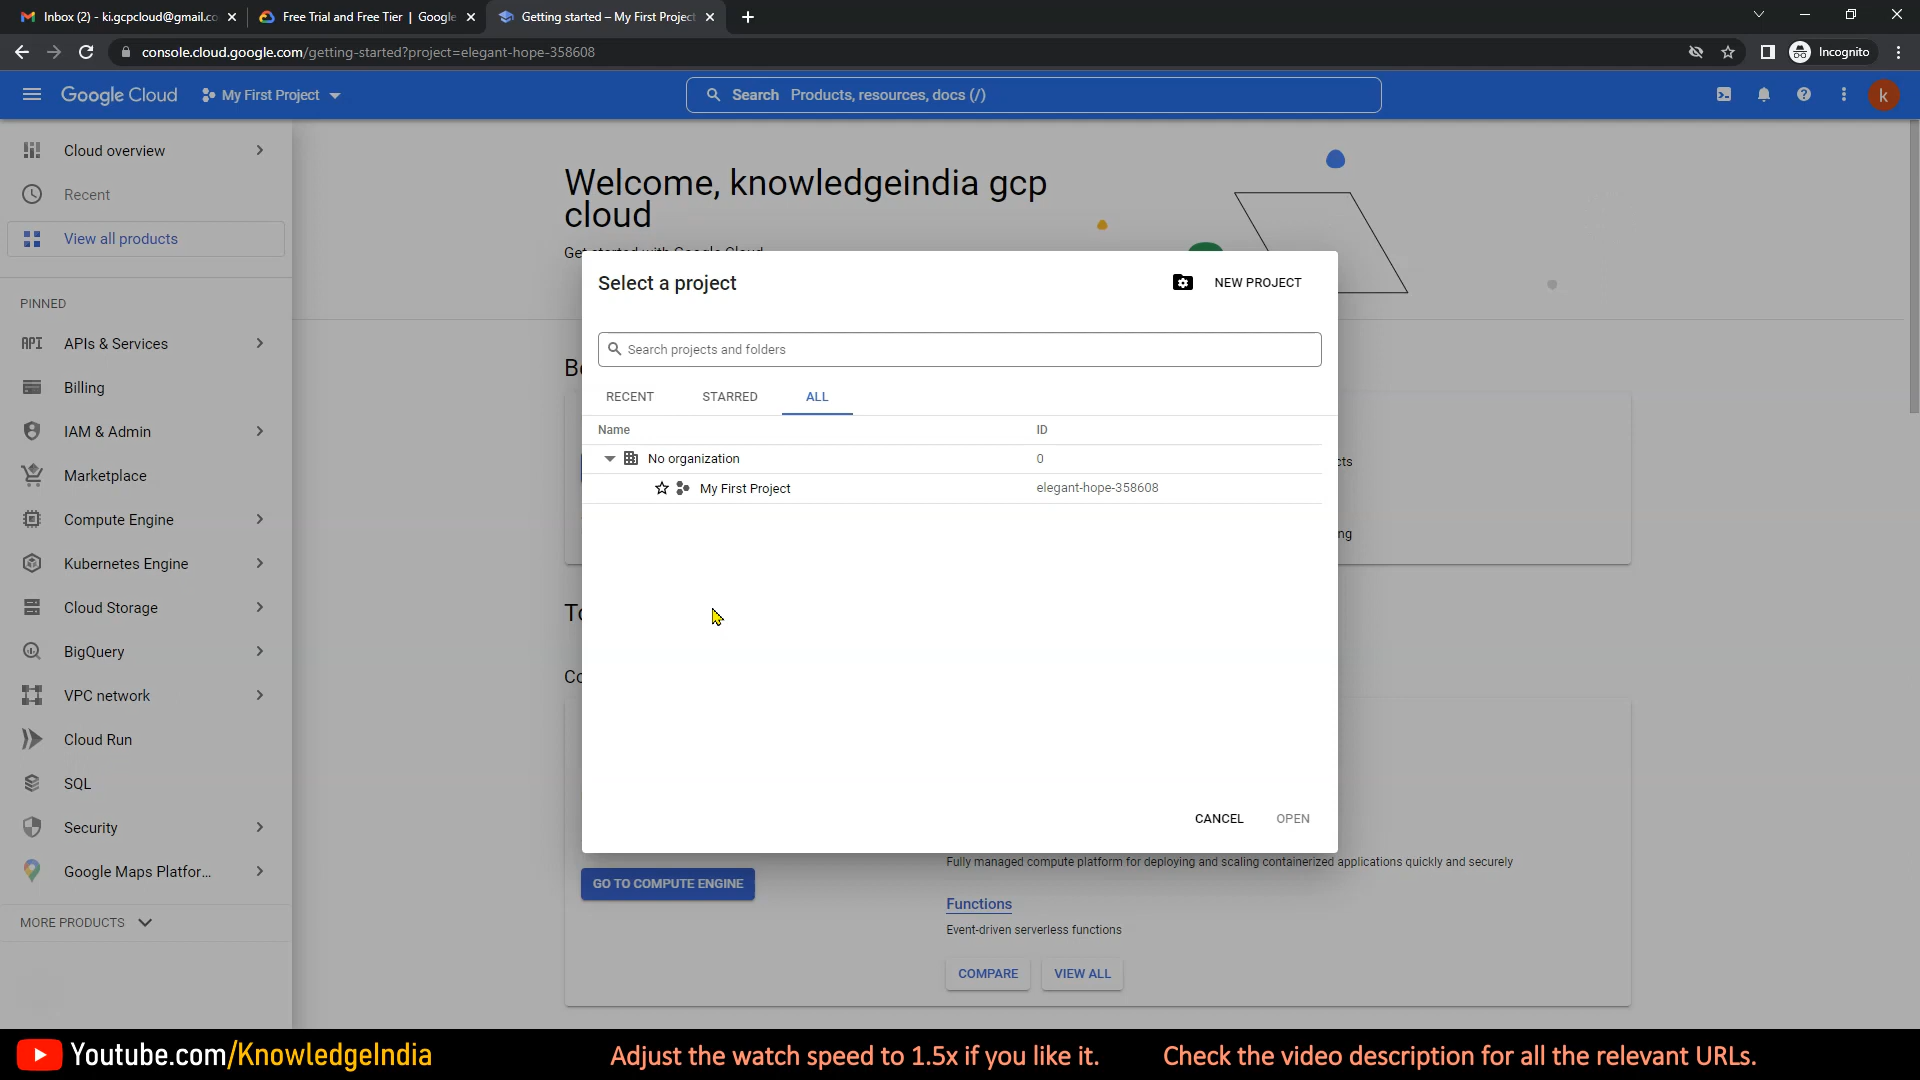 Inbox (2) - ki.gcpcloud@gmail.co
Free Trial and Free Tier | Google
Getting started – My First Project
console.cloud.google.com/getting-started?project=elegant-hope-358608
Incognito
Google Cloud
My First Project
Search Products, resources, docs (/)
k
Cloud overview
Recent
View all products
PINNED
API APIs & Services
Billing
IAM & Admin
Marketplace
Compute Engine
Kubernetes Engine
Cloud Storage
BigQuery
VPC network
Cloud Run
SQL
Security
Google Maps Platfor...
MORE PRODUCTS
Welcome, knowledgeindia gcp
cloud
Select a project
NEW PROJECT
Search projects and folders
RECENT STARRED ALL
Name ID
No organization 0
My First Project elegant-hope-358608
CANCEL OPEN
Fully managed compute platform for deploying and scaling containerized applications quickly and securely
GO TO COMPUTE ENGINE
Functions
Event-driven serverless functions
COMPARE VIEW ALL
Youtube.com/KnowledgeIndia
Adjust the watch speed to 1.5x if you like it.
Check the video description for all the relevant URLs.